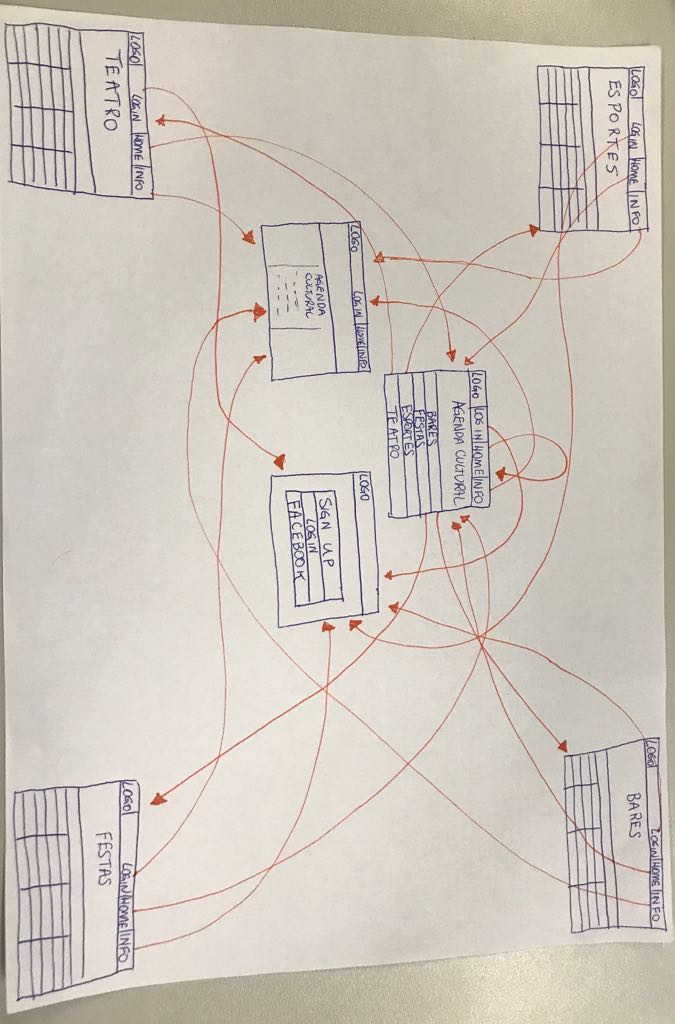 LOGO LOGIN HOME INFO
ESPORTES
LOGO LOGIN HOME INFO
BARES
LOGO LOG IN HOME INFO
AGENDA CULTURAL
BARES
FESTAS
ESPORTES
TEATRO
LOGO LOGIN HOME INFO
AGENDA
CULTURAL
LOGO
SIGN UP
LOGIN
FACEBOOK
LOGO LOGIN HOME INFO
TEATRO
LOGO LOGIN HOME INFO
FESTAS